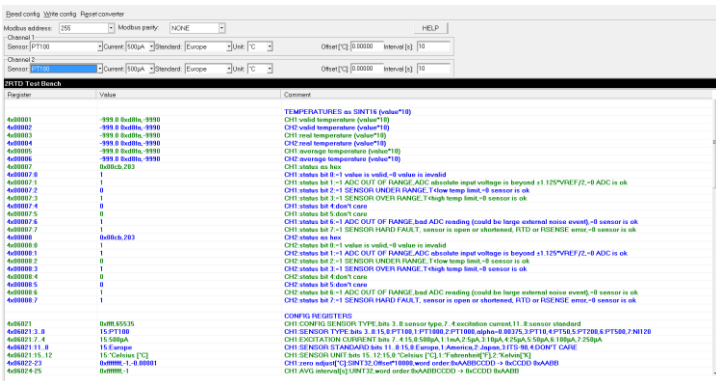 Read config Write config Reset converter
Modbus address: 255 Modbus parity: NONE HELP
Channel 1
Sensor: PT100 Current: 500µA Standard: Europe Unit: °C Offset [°C]: 0.00000 Interval [s]: 10
Channel 2
Sensor: PT100 Current: 500µA Standard: Europe Unit: °C Offset [°C]: 0.00000 Interval [s]: 10
2RTD Test Bench
Register Value Comment
TEMPERATURES as SINT16 (value*10)
4x00001 -999.0 0xd8fa,-9990 CH1:valid temperature (value*10)
4x00002 -999.0 0xd8fa,-9990 CH2:valid temperature (value*10)
4x00003 -999.0 0xd8fa,-9990 CH1:real temperature (value*10)
4x00004 -999.0 0xd8fa,-9990 CH2:real temperature (value*10)
4x00005 -999.0 0xd8fa,-9990 CH1:average temperature (value*10)
4x00006 -999.0 0xd8fa,-9990 CH2:average temperature (value*10)
4x00007 0x00cb,203 CH1:status as hex
4x00007:0 1 CH1:status bit 0:=1 value is valid,=0 value is invalid
4x00007:1 1 CH1:status bit 1:=1 ADC OUT OF RANGE,ADC absolute input voltage is beyond ±1.125*VREF/2,=0 ADC is ok
4x00007:2 0 CH1:status bit 2:=1 SENSOR UNDER RANGE,T<low temp limit,=0 sensor is ok
4x00007:3 1 CH1:status bit 3:=1 SENSOR OVER RANGE,T<high temp limit,=0 sensor is ok
4x00007:4 0 CH1:status bit 4:don't care
4x00007:5 0 CH1:status bit 5:don't care
4x00007:6 1 CH1:status bit 6:=1 ADC OUT OF RANGE,bad ADC reading (could be large external noise event),=0 sensor is ok
4x00007:7 1 CH1:status bit 7:=1 SENSOR HARD FAULT, sensor is open or shortened, RTD or RSENSE error,=0 sensor is ok
4x00008 0x00cb,203 CH2:status as hex
4x00008:0 1 CH2:status bit 0:=1 value is valid,=0 value is invalid
4x00008:1 1 CH2:status bit 1:=1 ADC OUT OF RANGE,ADC absolute input voltage is beyond ±1.125*VREF/2,=0 ADC is ok
4x00008:2 0 CH2:status bit 2:=1 SENSOR UNDER RANGE,T<low temp limit,=0 sensor is ok
4x00008:3 1 CH2:status bit 3:=1 SENSOR OVER RANGE,T<high temp limit,=0 sensor is ok
4x00008:4 0 CH2:status bit 4:don't care
4x00008:5 0 CH2:status bit 5:don't care
4x00008:6 1 CH2:status bit 6:=1 ADC OUT OF RANGE,bad ADC reading (could be large external noise event),=0 sensor is ok
4x00008:7 1 CH2:status bit 7:=1 SENSOR HARD FAULT, sensor is open or shortened, RTD or RSENSE error,=0 sensor is ok
CONFIG REGISTERS
4x06021 0xffff,65535 CH1:CONFIG SENSOR TYPE,bits 3..0:sensor type,7..4:excitation current,11..8:sensor standard
4x06021:3..0 15:PT100 CH1:SENSOR TYPE:bits 3..0:15,0:PT100,1:PT1000,2:PT1000,alpha=0.00375,3:PT10,4:PT50,5:PT200,6:PT500,7:NI120
4x06021:7..4 15:500µA CH1:EXCITATION CURRENT bits 7..4:15,0:500µA,1:1mA,2:5µA,3:10µA,4:25µA,5:50µA,6:100µA,7:250µA
4x06021:11..8 15:Europe CH1:SENSOR STANDARD bits 11..8:15,0:Europe,1:America,2:Japan,3:ITS-90,4:DON'T CARE
4x06021:15..12 15:°Celsius [°C] CH1:SENSOR UNIT bits 15..12:15,0:°Celsius [°C],1:°Fahrenheit[°F],2:°Kelvin[°K]
4x06022-23 0xffffffff,-1,-0.00001 CH1:zero adjust[°C]:SINT32,Offset*10000,word order:0xAABBCCDD -> 0xCCDD 0xAABB
4x06024-25 0xffffffff,-1 CH1:AVG interval[s]:UINT32,word order:0xAABBCCDD -> 0xCCDD 0xAABB